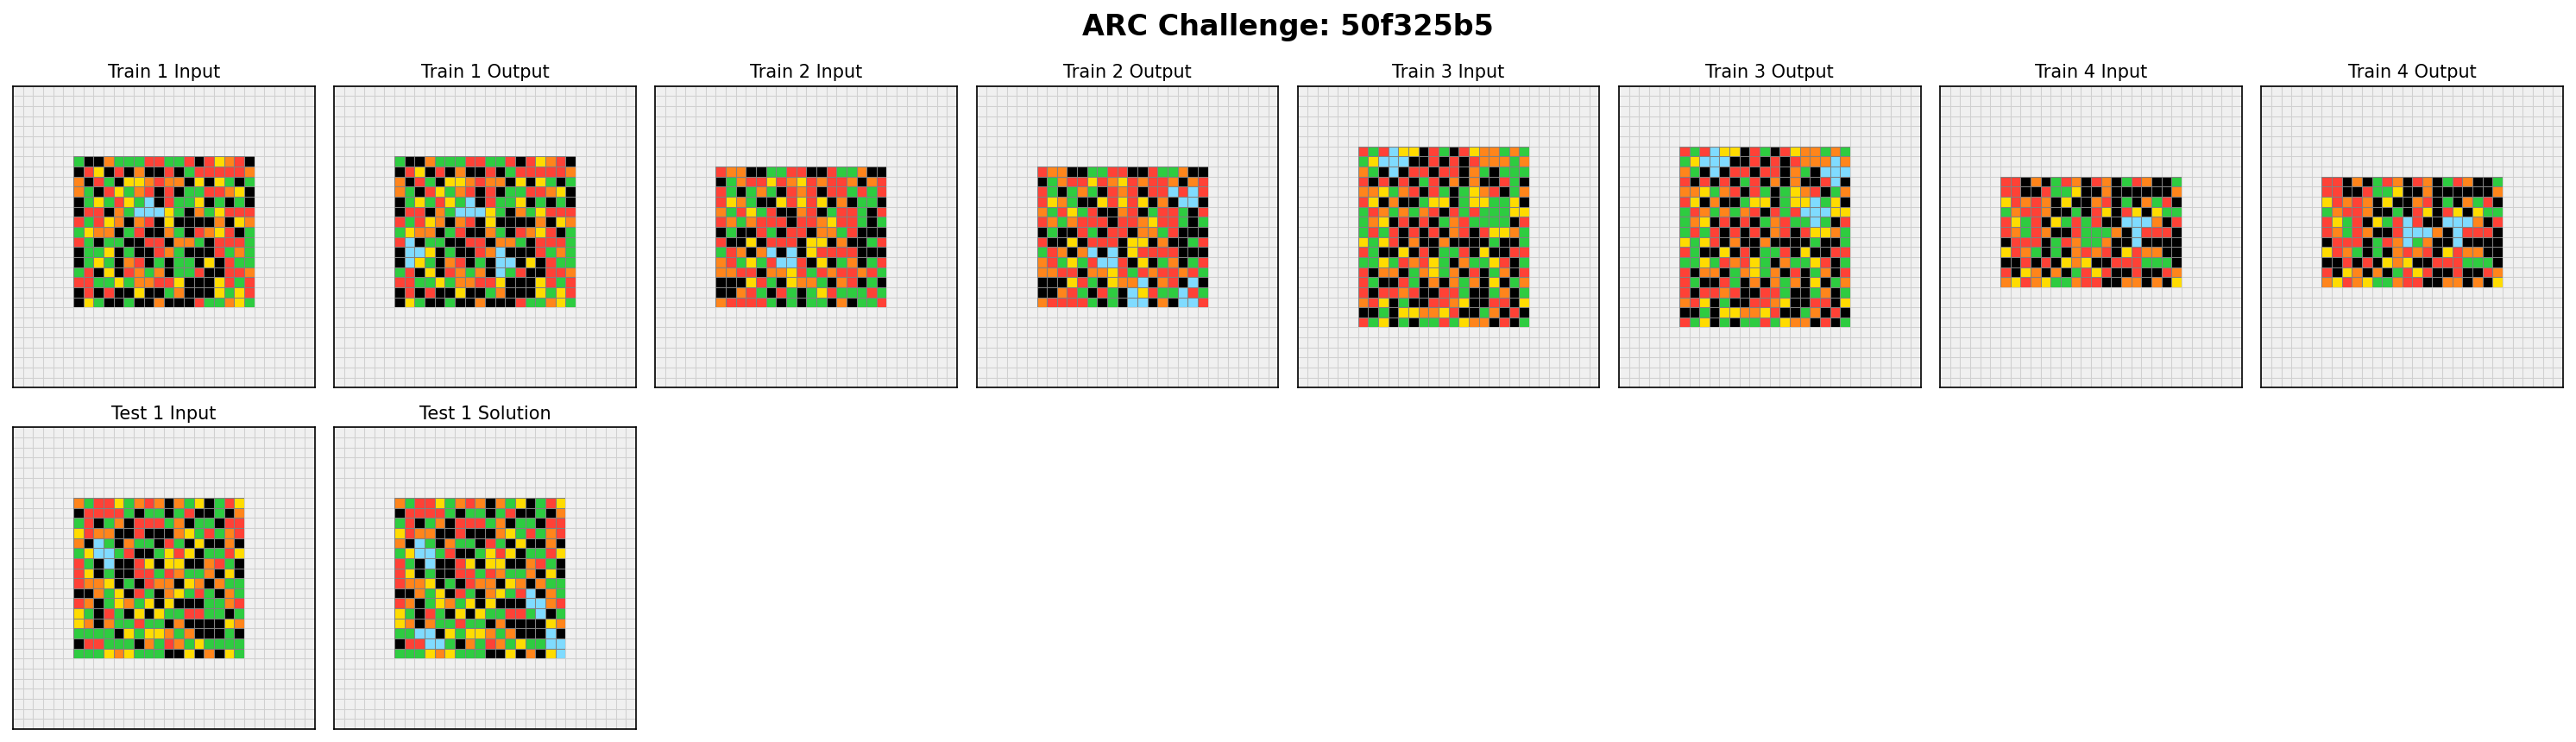 ARC Challenge: 50f325b5
Train 1 Input
Train 1 Output
Train 2 Input
Train 2 Output
Train 3 Input
Train 3 Output
Train 4 Input
Train 4 Output
Test 1 Input
Test 1 Solution